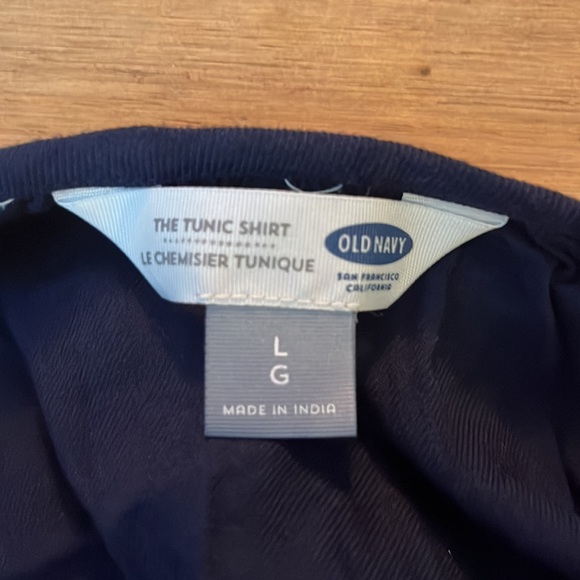 THE TUNIC SHIRT
LE CHEMISIER TUNIQUE
OLD NAVY
SAN FRANCISCO
CALIFORNIA
L
G
MADE IN INDIA